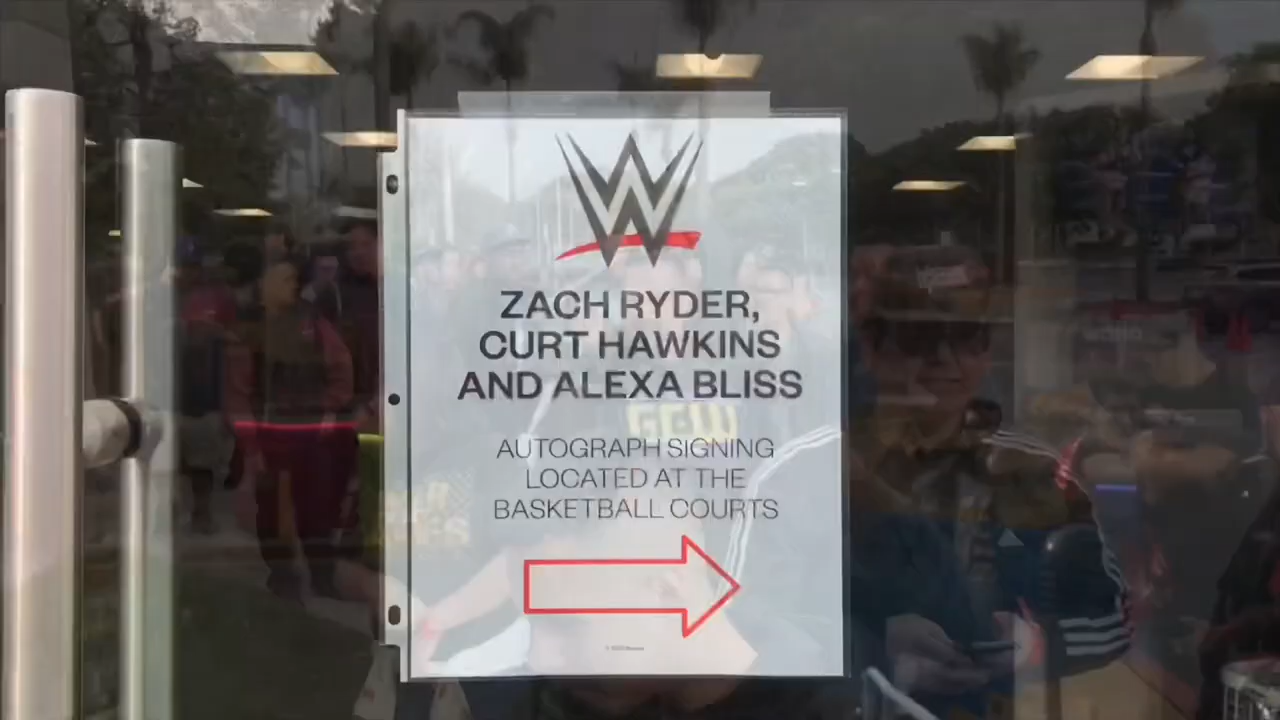 W
ZACH RYDER,
CURT HAWKINS
AND ALEXA BLISS
AUTOGRAPH SIGNING
LOCATED AT THE
BASKETBALL COURTS